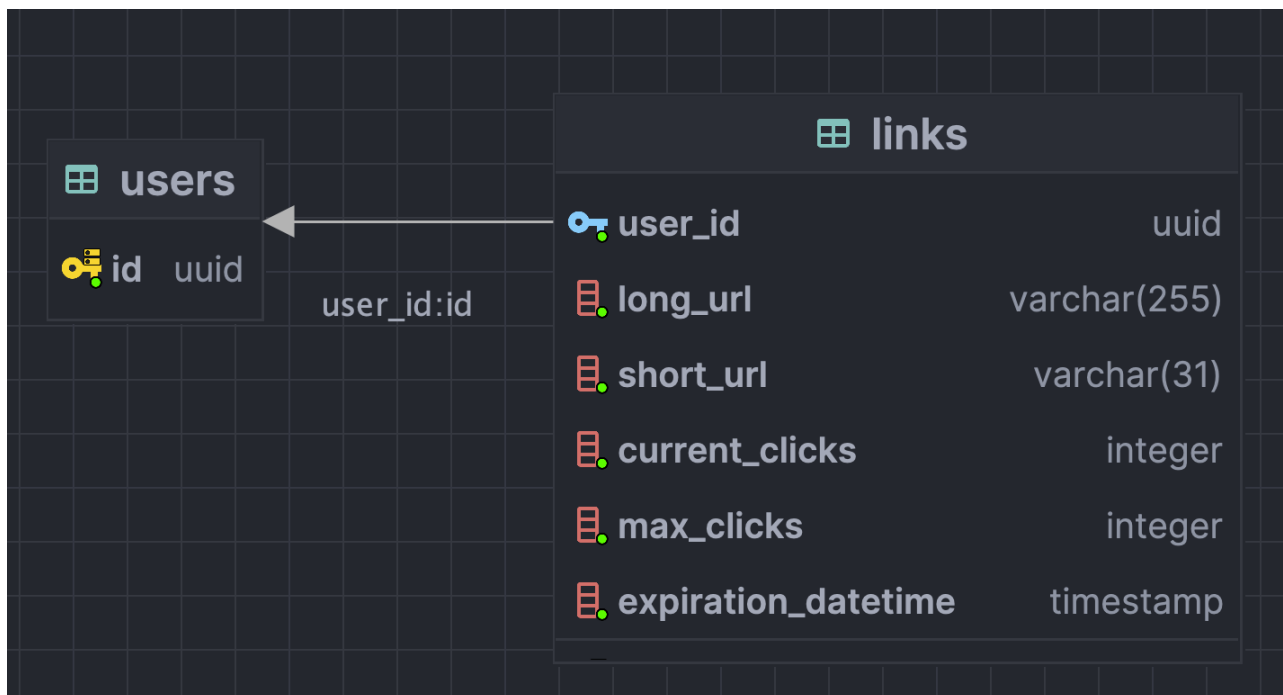 users
id uuid
user_id:id
links
user_id uuid
long_url varchar(255)
short_url varchar(31)
current_clicks integer
max_clicks integer
expiration_datetime timestamp